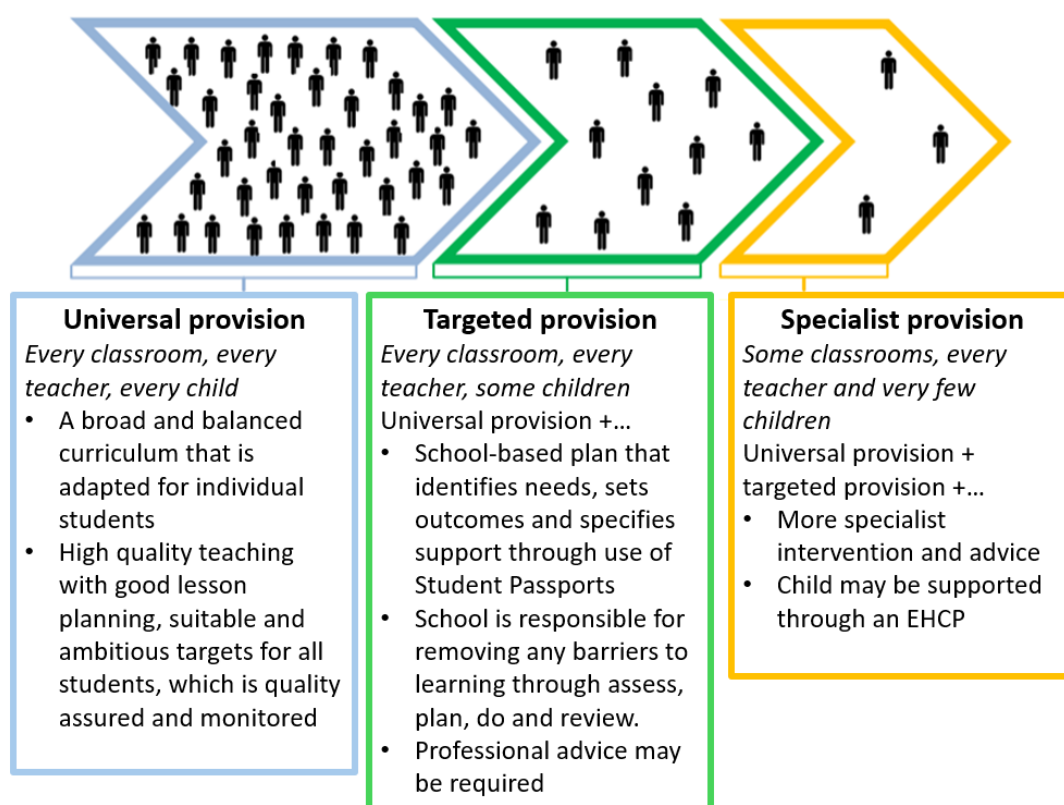 Universal provision
Every classroom, every
teacher, every child
• A broad and balanced
curriculum that is
adapted for individual
students
• High quality teaching
with good lesson
planning, suitable and
ambitious targets for all
students, which is quality
assured and monitored
Targeted provision
Every classroom, every
teacher, some children
Universal provision +...
• School-based plan that
identifies needs, sets
outcomes and specifies
support through use of
Student Passports
• School is responsible for
removing any barriers to
learning through assess,
plan, do and review.
• Professional advice may
be required
Specialist provision
Some classrooms, every
teacher and very few
children
Universal provision +
targeted provision +...
• More specialist
intervention and advice
• Child may be supported
through an EHCP